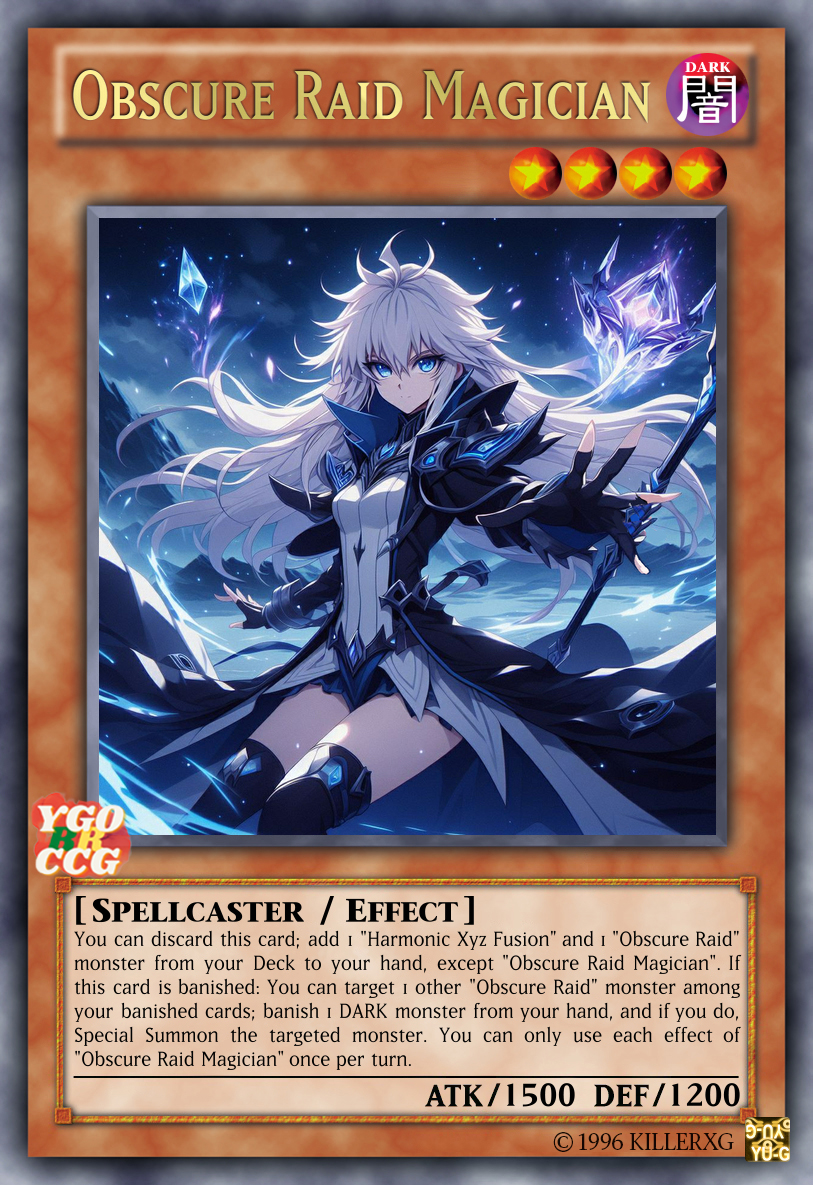 Obscure Raid Magician
DARK
闇
YGO
RR
CCG
[Spellcaster / Effect]
You can discard this card; add 1 "Harmonic Xyz Fusion" and 1 "Obscure Raid"
monster from your Deck to your hand, except "Obscure Raid Magician". If
this card is banished: You can target 1 other "Obscure Raid" monster among
your banished cards; banish 1 DARK monster from your hand, and if you do,
Special Summon the targeted monster. You can only use each effect of
"Obscure Raid Magician" once per turn.
ATK/1500 DEF/1200
© 1996 KILLERXG